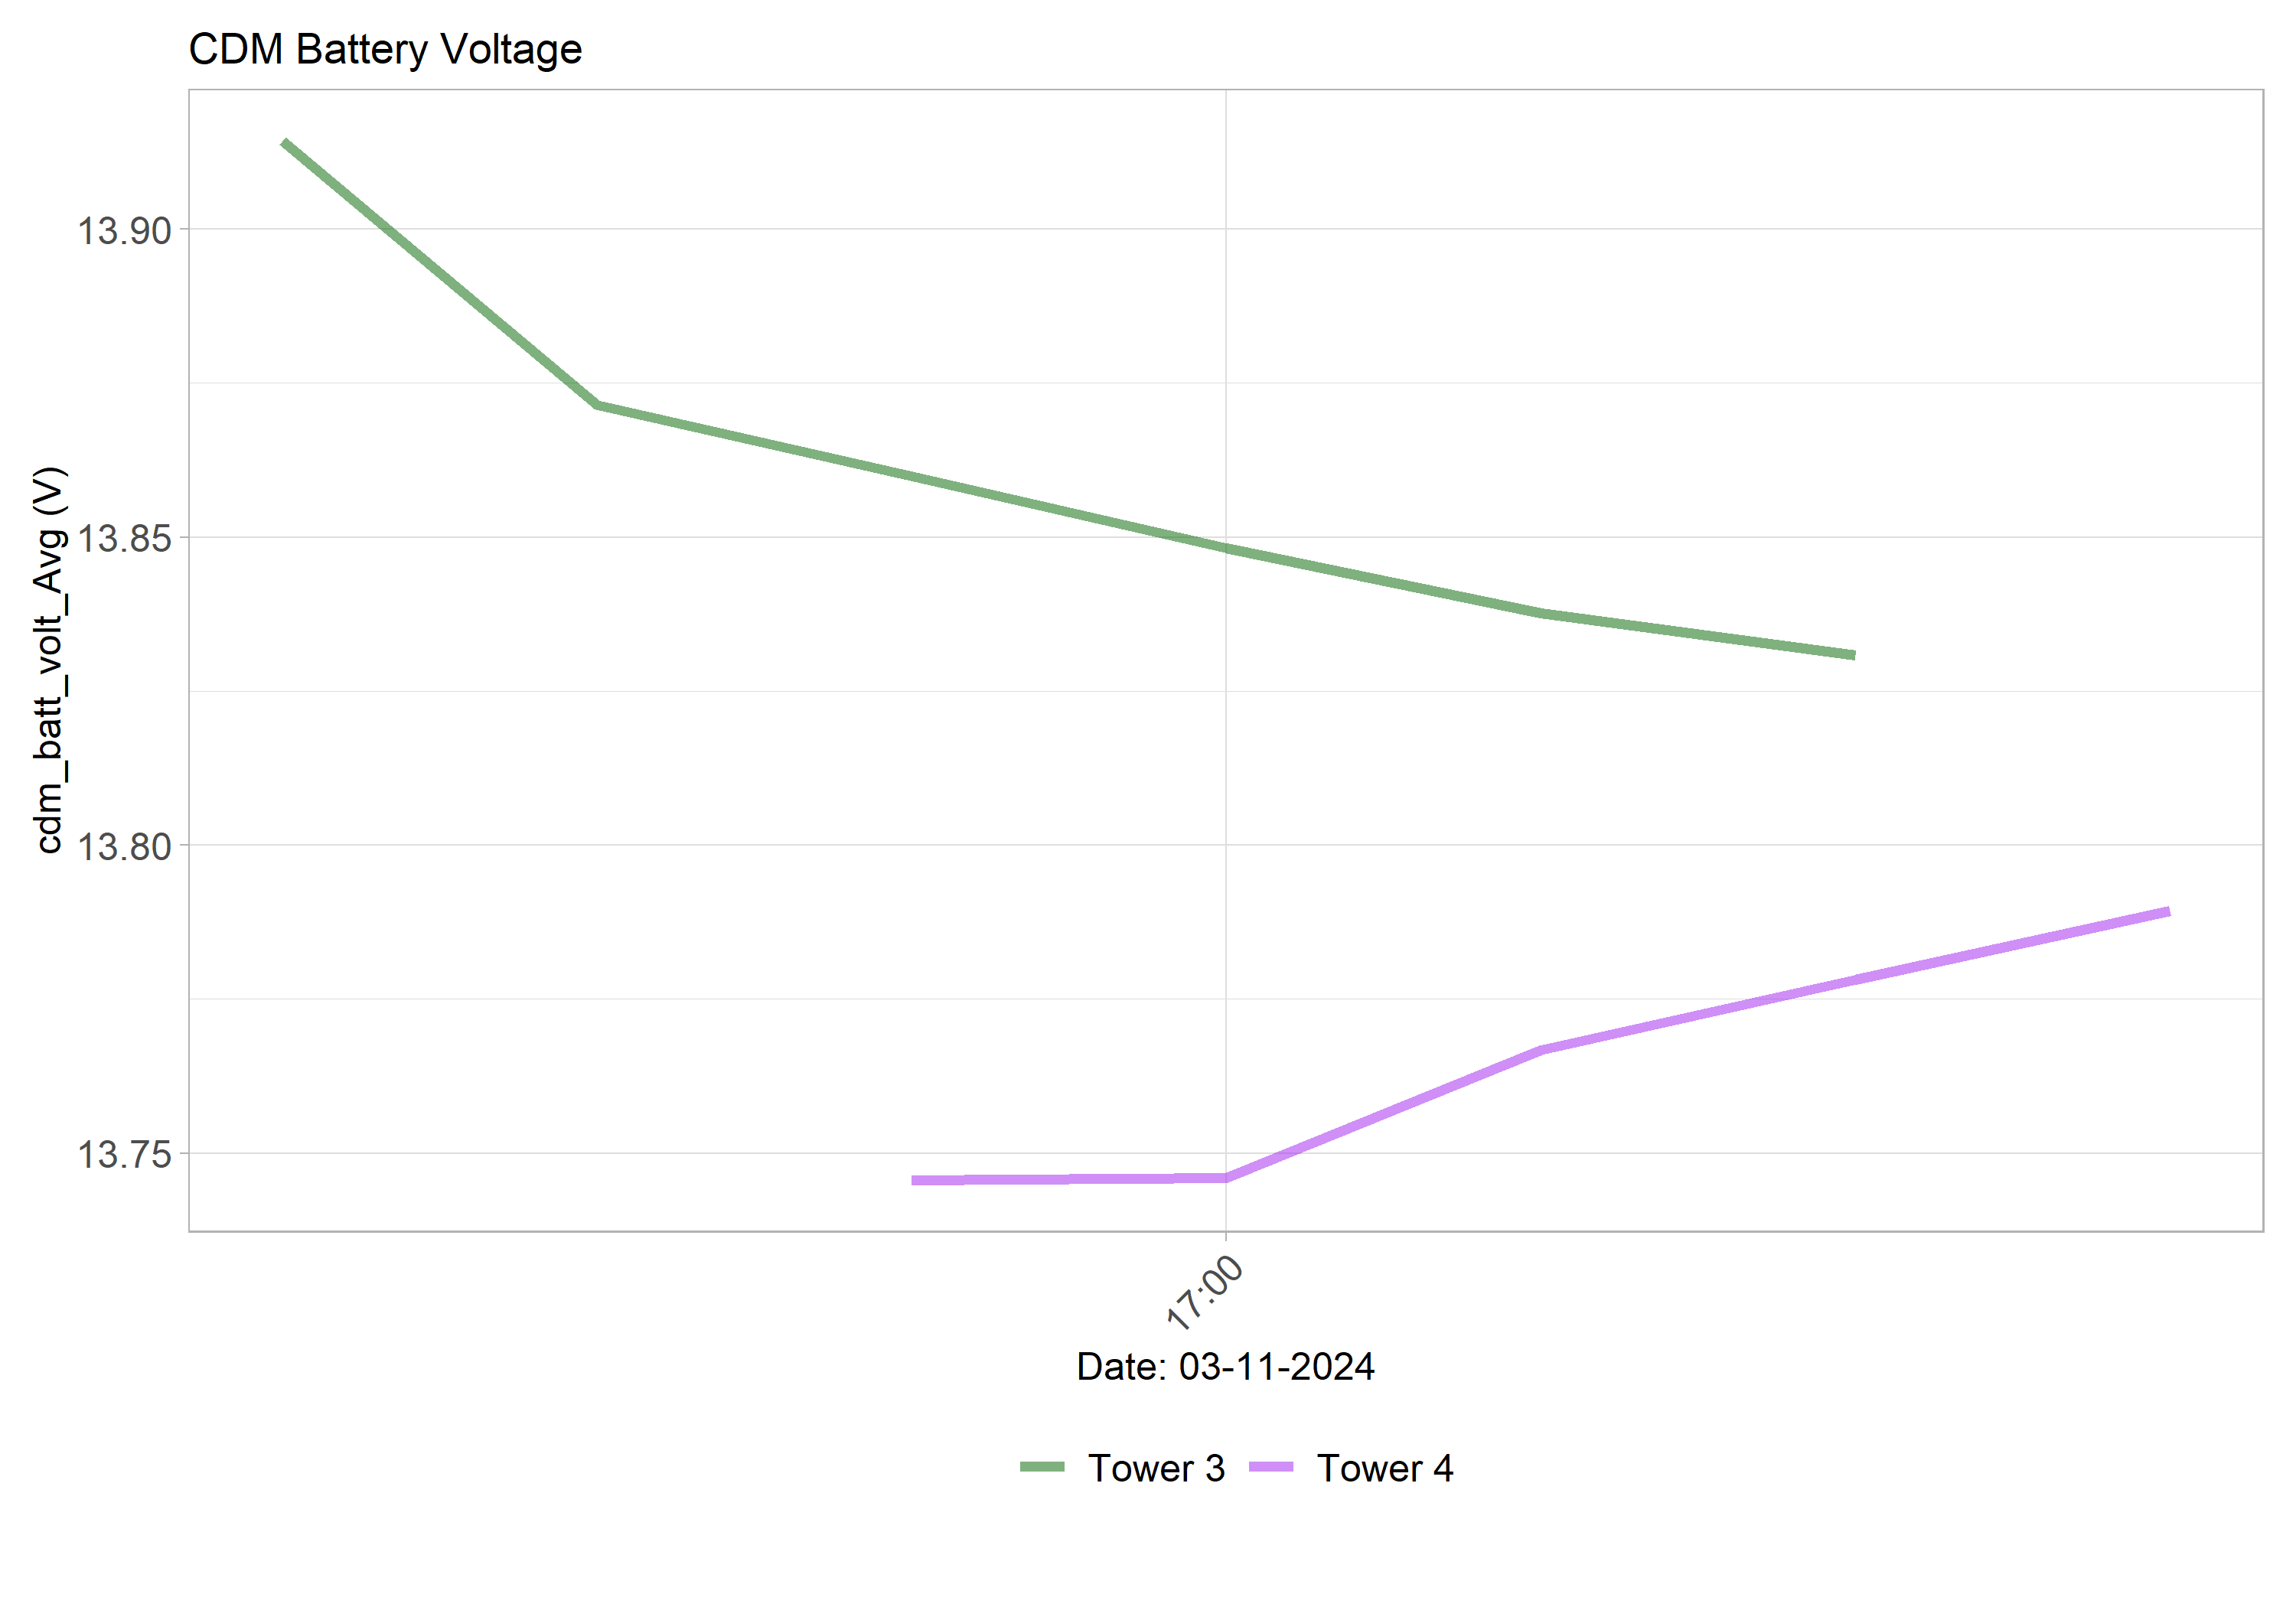 CDM Battery Voltage
cdm_batt_volt_Avg (V)
13.90
13.85
13.80
13.75
17:00
Date: 03-11-2024
Tower 3 Tower 4